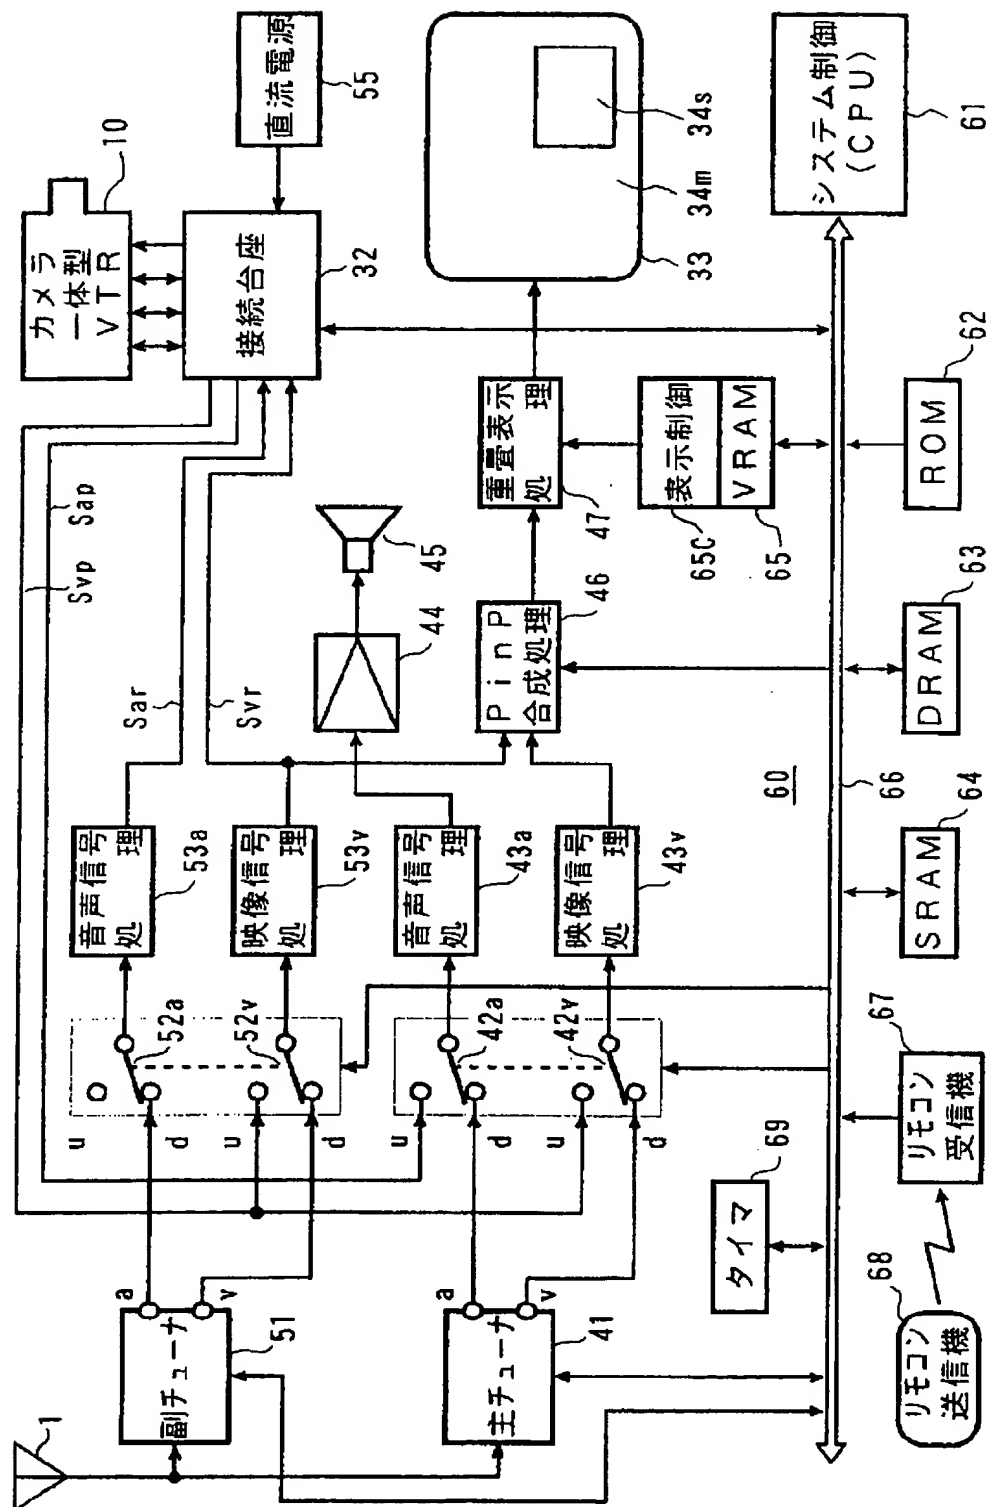 1
副チューナ
51
a
v
主チューナ
41
a
v
u
d
u
d
52a
52v
u
d
u
d
42a
42v
音声信号
処理
53a
映像信号
処理
53v
音声信号
処理
43a
映像信号
処理
43v
Svp
Sap
Sar
Svr
カメラ
一体型
VTR
10
接続台座
32
直流電源
55
44
45
PinP
合成処理
46
重畳表示
処理
47
33
34m
34s
表示制御
65C
VRAM
65
システム制御
(CPU)
61
ROM
62
DRAM
63
SRAM
64
60
66
リモコン
受信機
67
リモコン
送信機
68
タイマ
69